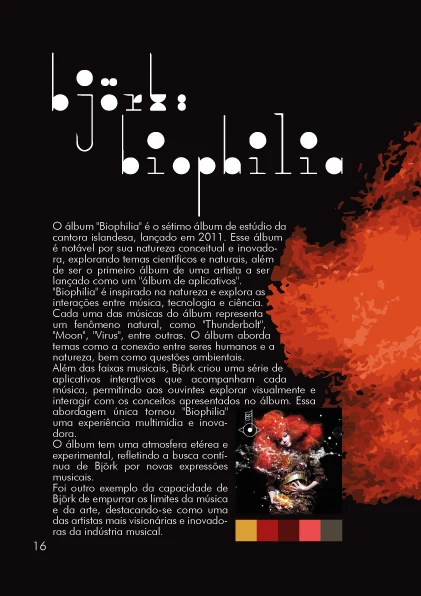 björk:
biophilia
O álbum "Biophilia" é o sétimo álbum de estúdio da
cantora islandesa, lançado em 2011. Esse álbum
é notável por sua natureza conceitual e inovado-
ra, explorando temas científicos e naturais, além
de ser o primeiro álbum de uma artista a ser
lançado como um "álbum de aplicativos".
"Biophilia" é inspirado na natureza e explora as
interações entre música, tecnologia e ciência.
Cada uma das músicas do álbum representa
um fenômeno natural, como "Thunderbolt",
"Moon", "Virus", entre outras. O álbum aborda
temas como a conexão entre seres humanos e a
natureza, bem como questões ambientais.
Além das faixas musicais, Björk criou uma série de
aplicativos interativos que acompanham cada
música, permitindo aos ouvintes explorar visualmente e
interagir com os conceitos apresentados no álbum. Essa
abordagem única tornou "Biophilia"
uma experiência multimídia e inova-
dora.
O álbum tem uma atmosfera etérea e
experimental, refletindo a busca contí-
nua de Björk por novas expressões
musicais.
Foi outro exemplo da capacidade de
Björk de empurrar os limites da música
e da arte, destacando-se como uma
das artistas mais visionárias e inovado-
ras da indústria musical.
16